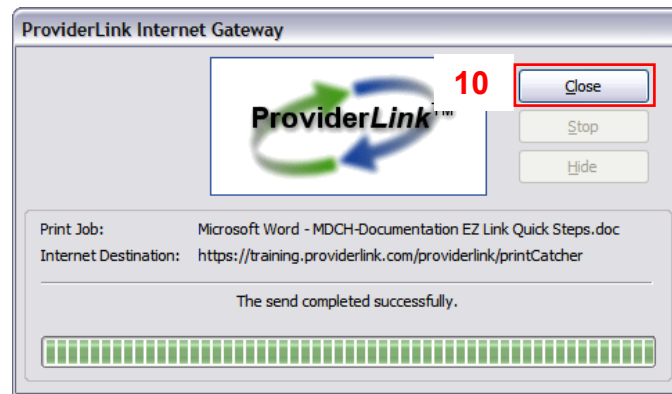 ProviderLink Internet Gateway
ProviderLink™
10
Close
Stop
Hide
Print Job: Microsoft Word - MDCH-Documentation EZ Link Quick Steps.doc
Internet Destination: https://training.providerlink.com/providerlink/printCatcher
The send completed successfully.